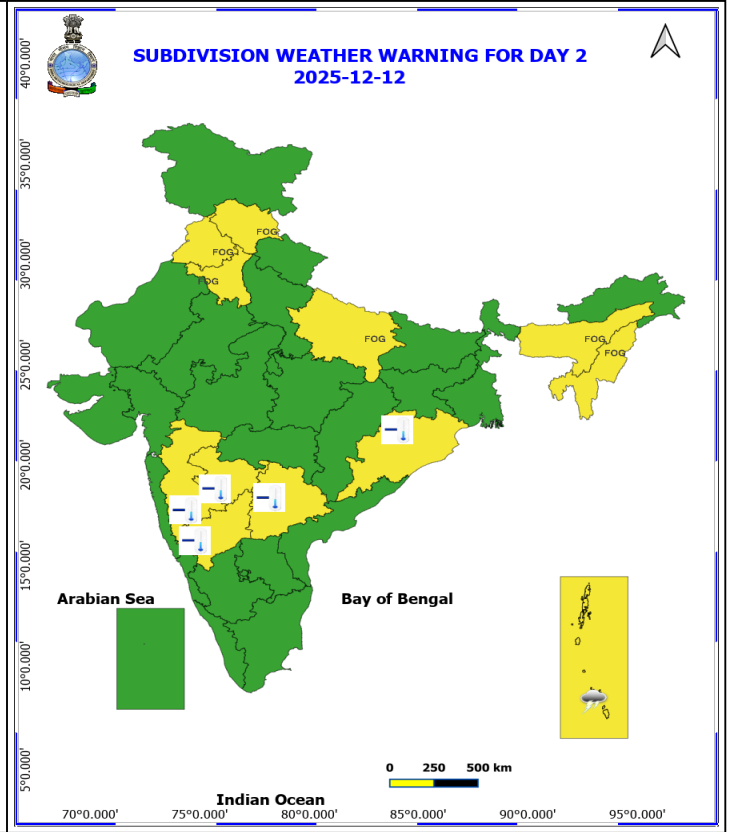 SUBDIVISION WEATHER WARNING FOR DAY 2
2025-12-12
40°0.000'
35°0.000'
30°0.000'
25°0.000'
20°0.000'
15°0.000'
10°0.000'
5°0.000'
FOG
FOG
FOG
FOG
FOG
FOG
Arabian Sea
Bay of Bengal
0 250 500 km
Indian Ocean
70°0.000' 75°0.000' 80°0.000' 85°0.000' 90°0.000' 95°0.000'